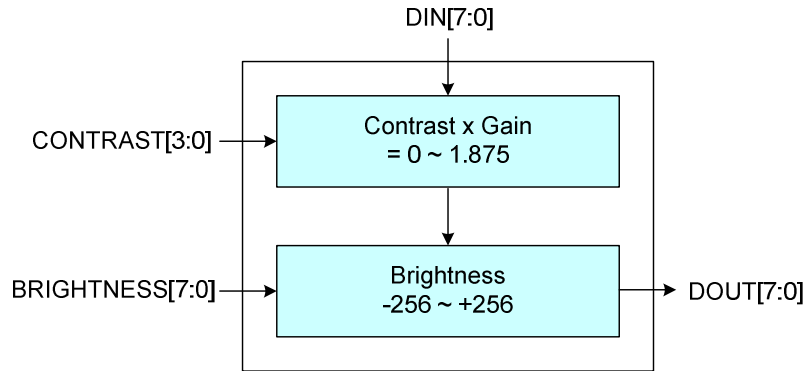 DIN[7:0]
CONTRAST[3:0]
Contrast x Gain
= 0 ~ 1.875
BRIGHTNESS[7:0]
Brightness
-256 ~ +256
DOUT[7:0]